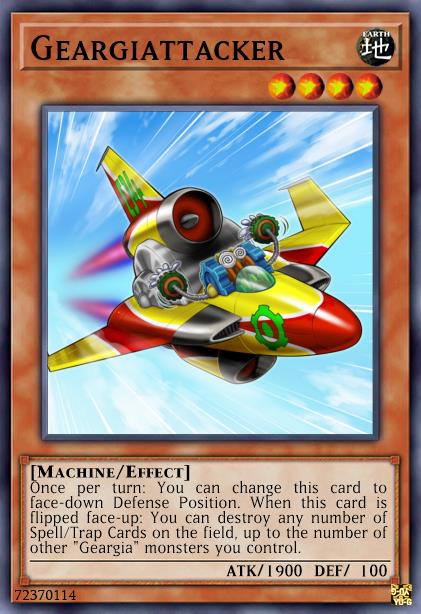 GEARGIATTACKER
EARTH
地
[MACHINE/EFFECT]
Once per turn: You can change this card to
face-down Defense Position. When this card is
flipped face-up: You can destroy any number of
Spell/Trap Cards on the field, up to the number of
other "Geargia" monsters you control.
ATK/1900 DEF/ 100
72370114